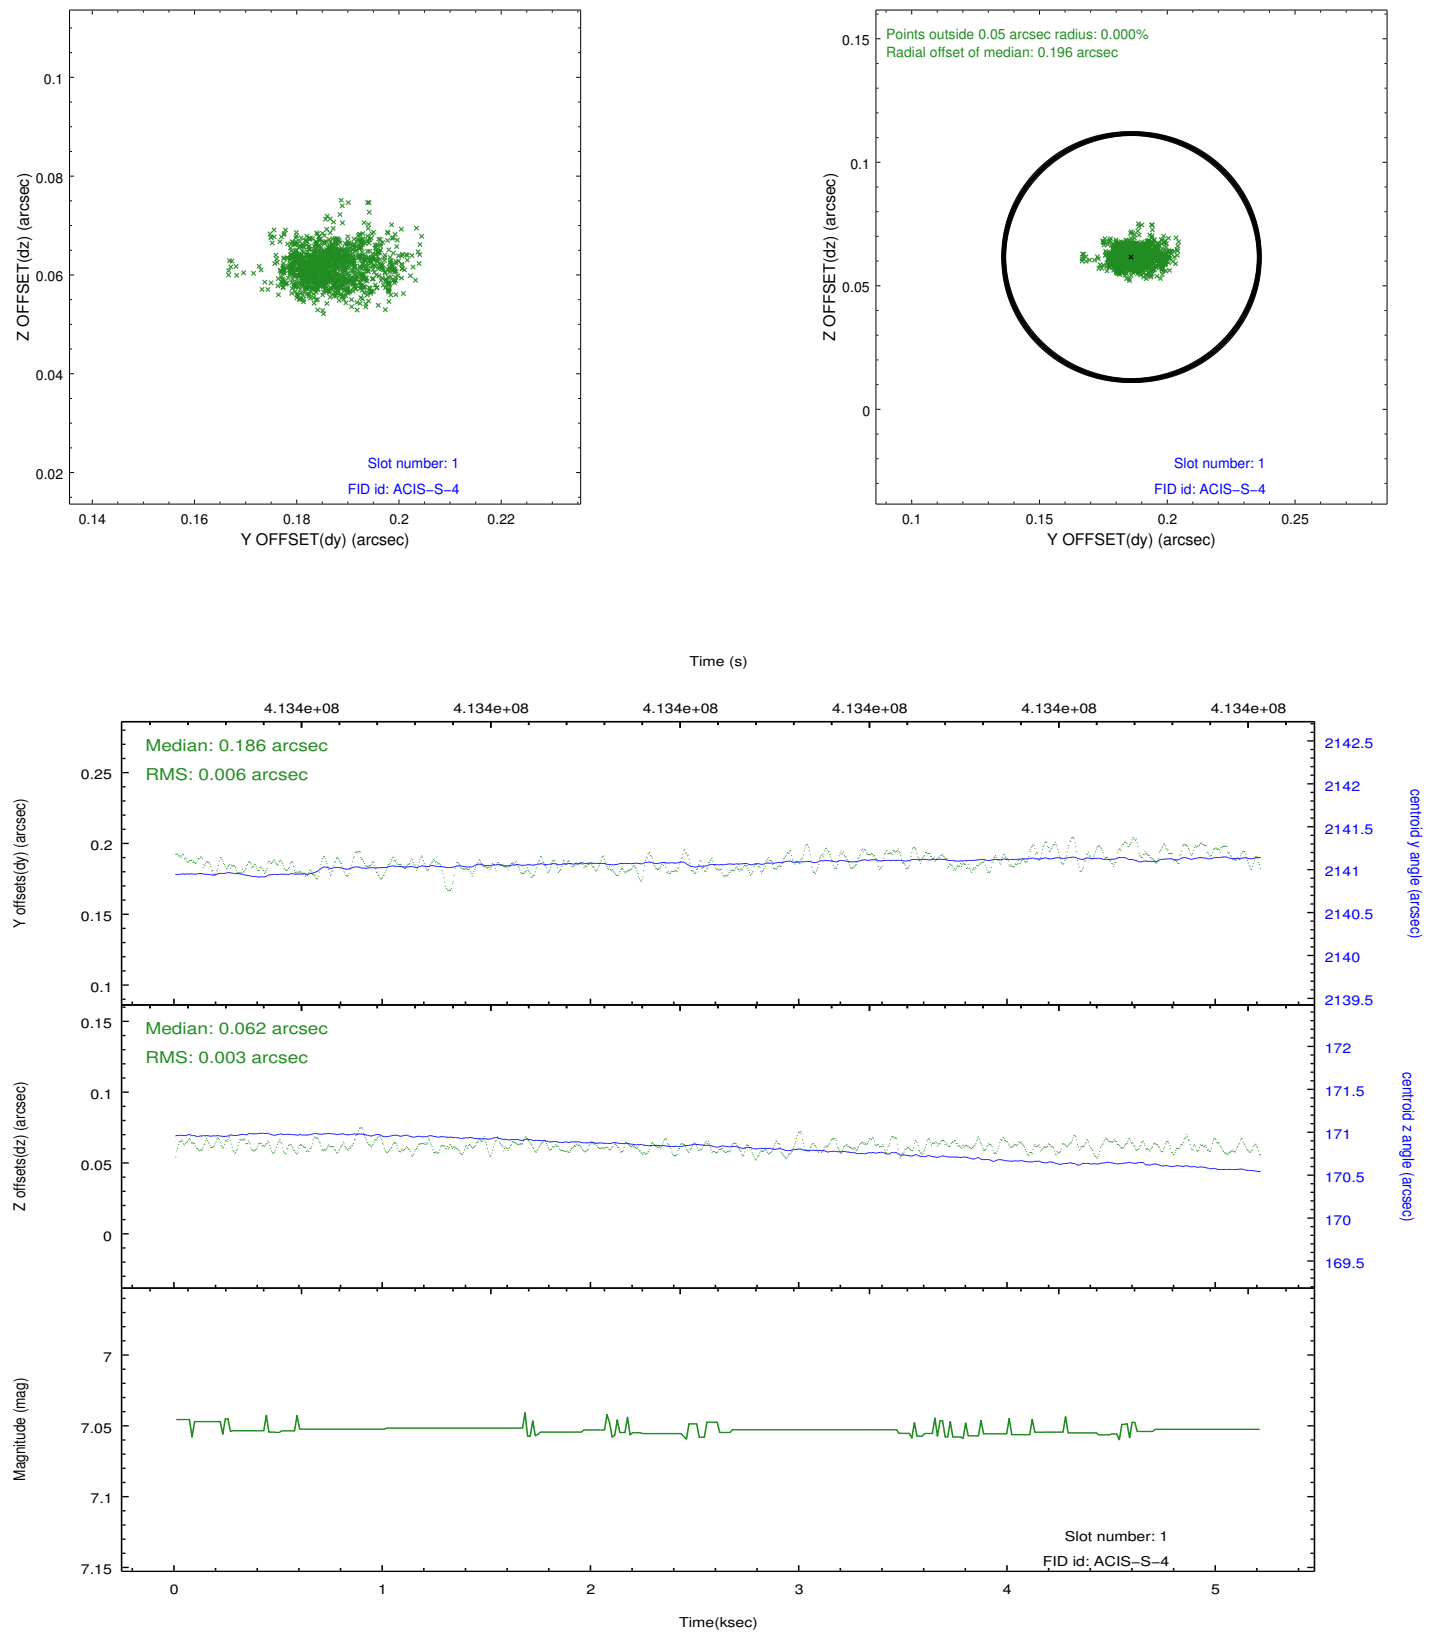 0.1
0.08
0.06
0.04
0.02
Z OFFSET(dz) (arcsec)
Slot number: 1
FID id: ACIS−S−4
0.14 0.16 0.18 0.2 0.22
Y OFFSET(dy) (arcsec)
Points outside 0.05 arcsec radius: 0.000%
Radial offset of median: 0.196 arcsec
0.15
0.1
0.05
0
Z OFFSET(dz) (arcsec)
Slot number: 1
FID id: ACIS−S−4
0.1 0.15 0.2 0.25
Y OFFSET(dy) (arcsec)
Time (s)
4.134e+08 4.134e+08 4.134e+08 4.134e+08 4.134e+08 4.134e+08
Median: 0.186 arcsec
RMS: 0.006 arcsec
0.25
0.2
0.15
0.1
Y offsets(dy) (arcsec)
2142.5
2142
2141.5
2141
2140.5
2140
2139.5
centroid y angle (arcsec)
Median: 0.062 arcsec
RMS: 0.003 arcsec
0.15
0.1
0.05
0
Z offsets(dz) (arcsec)
172
171.5
171
170.5
170
169.5
centroid z angle (arcsec)
7
7.05
7.1
7.15
Magnitude (mag)
Slot number: 1
FID id: ACIS−S−4
0 1 2 3 4 5
Time(ksec)